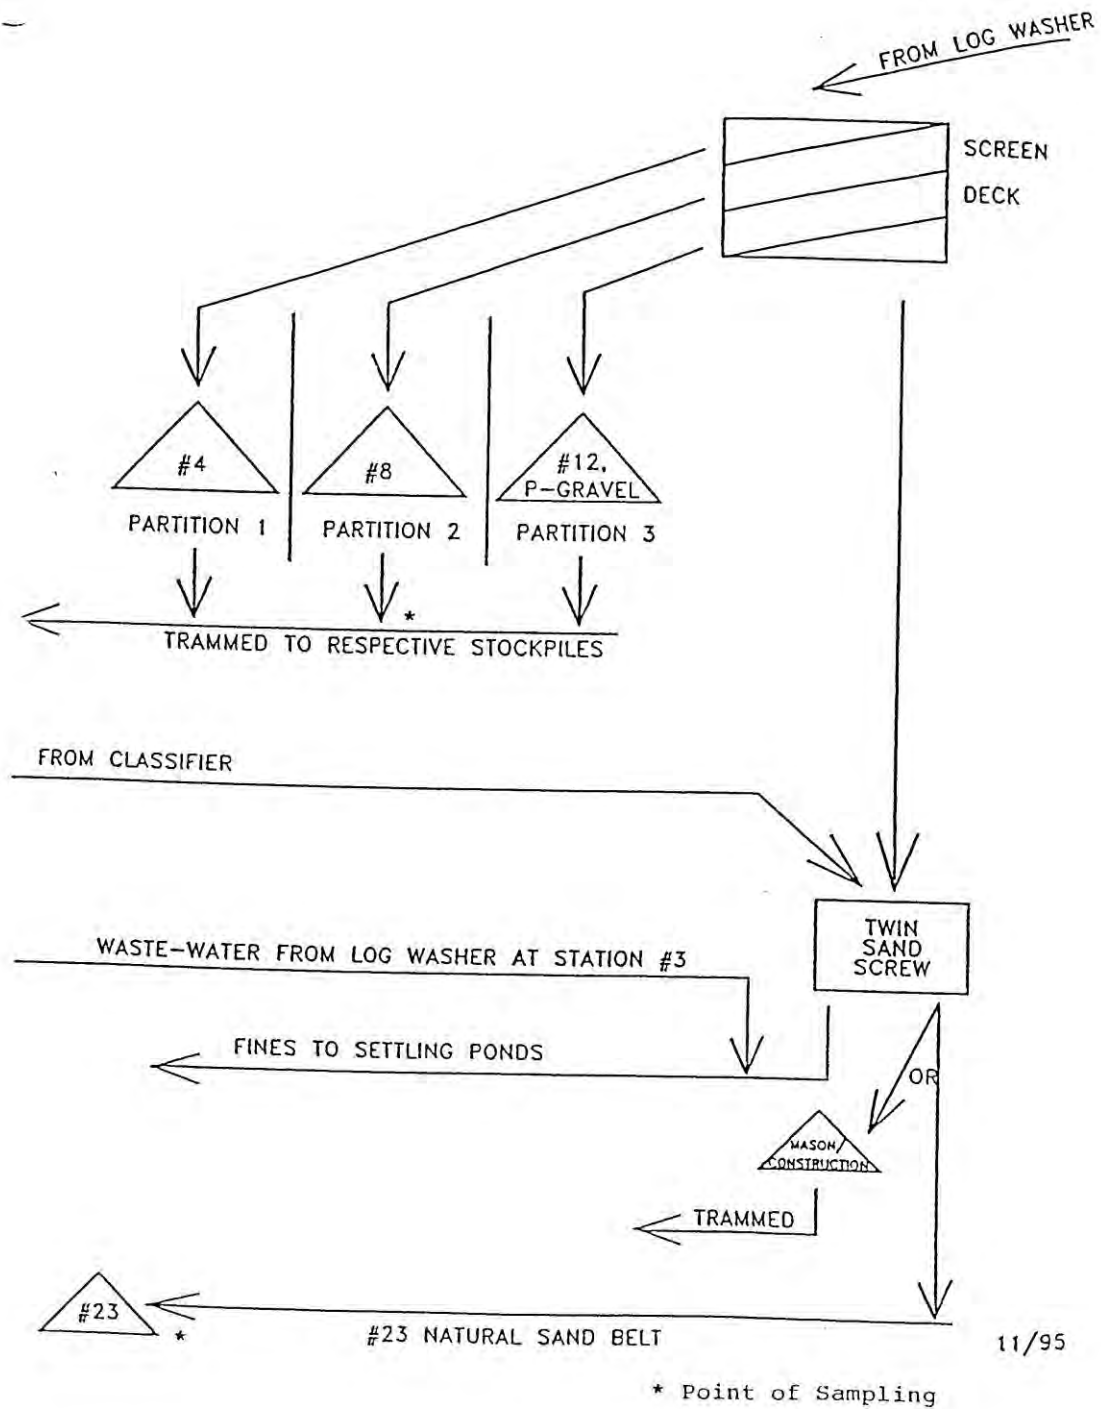 FROM LOG WASHER
SCREEN
DECK
#4
#8
#12,
P-GRAVEL
PARTITION 1
PARTITION 2
PARTITION 3
*
TRAMMED TO RESPECTIVE STOCKPILES
FROM CLASSIFIER
TWIN
SAND
SCREW
WASTE-WATER FROM LOG WASHER AT STATION #3
FINES TO SETTLING PONDS
OR
MASON/
CONSTRUCTION
TRAMMED
#23
*
#23 NATURAL SAND BELT
11/95
* Point of Sampling